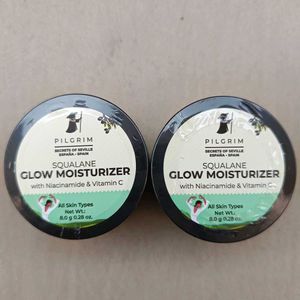 PILGRIM
SECRETS OF SEVILLE
ESPAÑA - SPAIN
SQUALANE
GLOW MOISTURIZER
with Niacinamide & Vitamin C
All Skin Types
Net Wt.:
8.0 g 0.28 oz.
PILGRIM
SECRETS OF SEVILLE
ESPAÑA - SPAIN
SQUALANE
GLOW MOISTURIZER
with Niacinamide & Vitamin C
All Skin Types
Net Wt.:
8.0 g 0.28 oz.